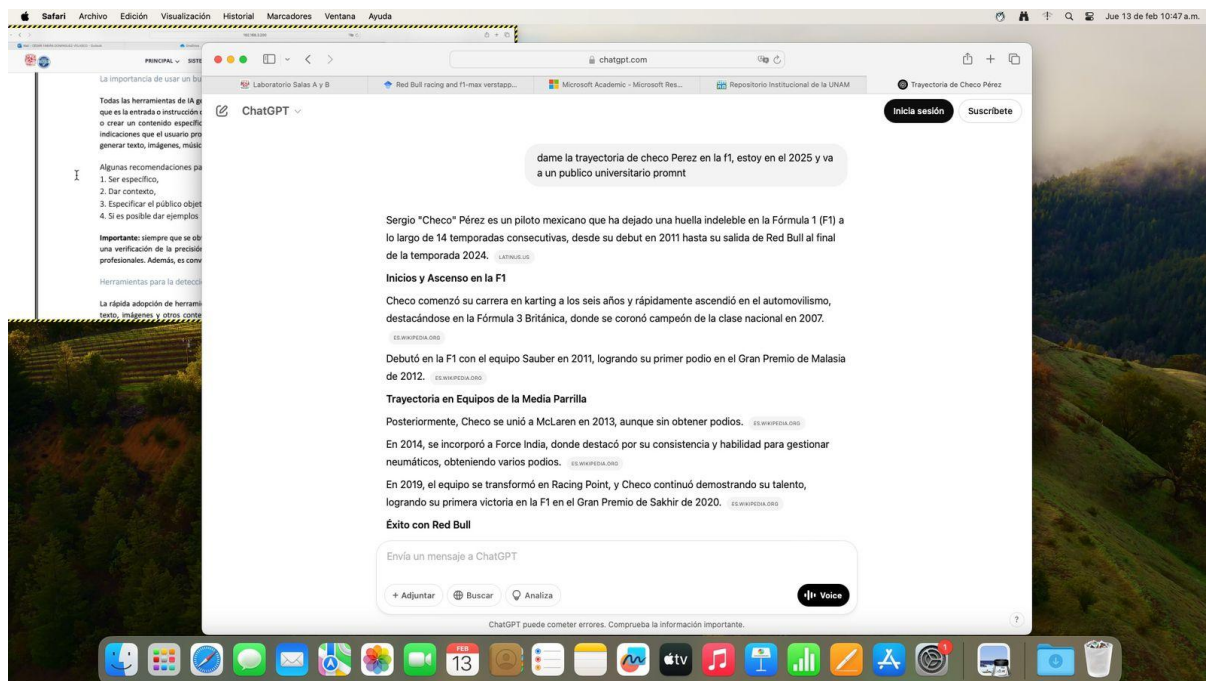 Safari Archivo Edición Visualización Historial Marcadores Ventana Ayuda
Jue 13 de feb 10:47 a.m.
PRINCIPAL
La importancia de usar un bu
Todas las herramientas de IA ge
que es la entrada o instrucción
o crear un contenido específic
indicaciones que el usuario pro
generar texto, imágenes, músic
Algunas recomendaciones pa
1. Ser específico,
2. Dar contexto,
3. Especificar el público objet
4. Si es posible dar ejemplos
Importante: siempre que se ob
una verificación de la precisión
profesionales. Además, es conv
Herramientas para la detecci
La rápida adopción de herrami
texto, imágenes y otros conte
chatgpt.com
Laboratorio Salas A y B
Red Bull racing and f1-max verstapp...
Microsoft Academic - Microsoft Res...
Repositorio Institucional de la UNAM
Trayectoria de Checo Pérez
ChatGPT
Inicia sesión
Suscríbete
dame la trayectoria de checo Perez en la f1, estoy en el 2025 y va
a un publico universitario promnt
Sergio "Checo" Pérez es un piloto mexicano que ha dejado una huella indeleble en la Fórmula 1 (F1) a
lo largo de 14 temporadas consecutivas, desde su debut en 2011 hasta su salida de Red Bull al final
de la temporada 2024. LATINUS.US
Inicios y Ascenso en la F1
Checo comenzó su carrera en karting a los seis años y rápidamente ascendió en el automovilismo,
destacándose en la Fórmula 3 Británica, donde se coronó campeón de la clase nacional en 2007.
ES.WIKIPEDIA.ORG
Debutó en la F1 con el equipo Sauber en 2011, logrando su primer podio en el Gran Premio de Malasia
de 2012. ES.WIKIPEDIA.ORG
Trayectoria en Equipos de la Media Parrilla
Posteriormente, Checo se unió a McLaren en 2013, aunque sin obtener podios. ES.WIKIPEDIA.ORG
En 2014, se incorporó a Force India, donde destacó por su consistencia y habilidad para gestionar
neumáticos, obteniendo varios podios. ES.WIKIPEDIA.ORG
En 2019, el equipo se transformó en Racing Point, y Checo continuó demostrando su talento,
logrando su primera victoria en la F1 en el Gran Premio de Sakhir de 2020. ES.WIKIPEDIA.ORG
Éxito con Red Bull
Envía un mensaje a ChatGPT
+ Adjuntar
Buscar
Analiza
Voice
ChatGPT puede cometer errores. Comprueba la información importante.
?
FEB
13
tv
1